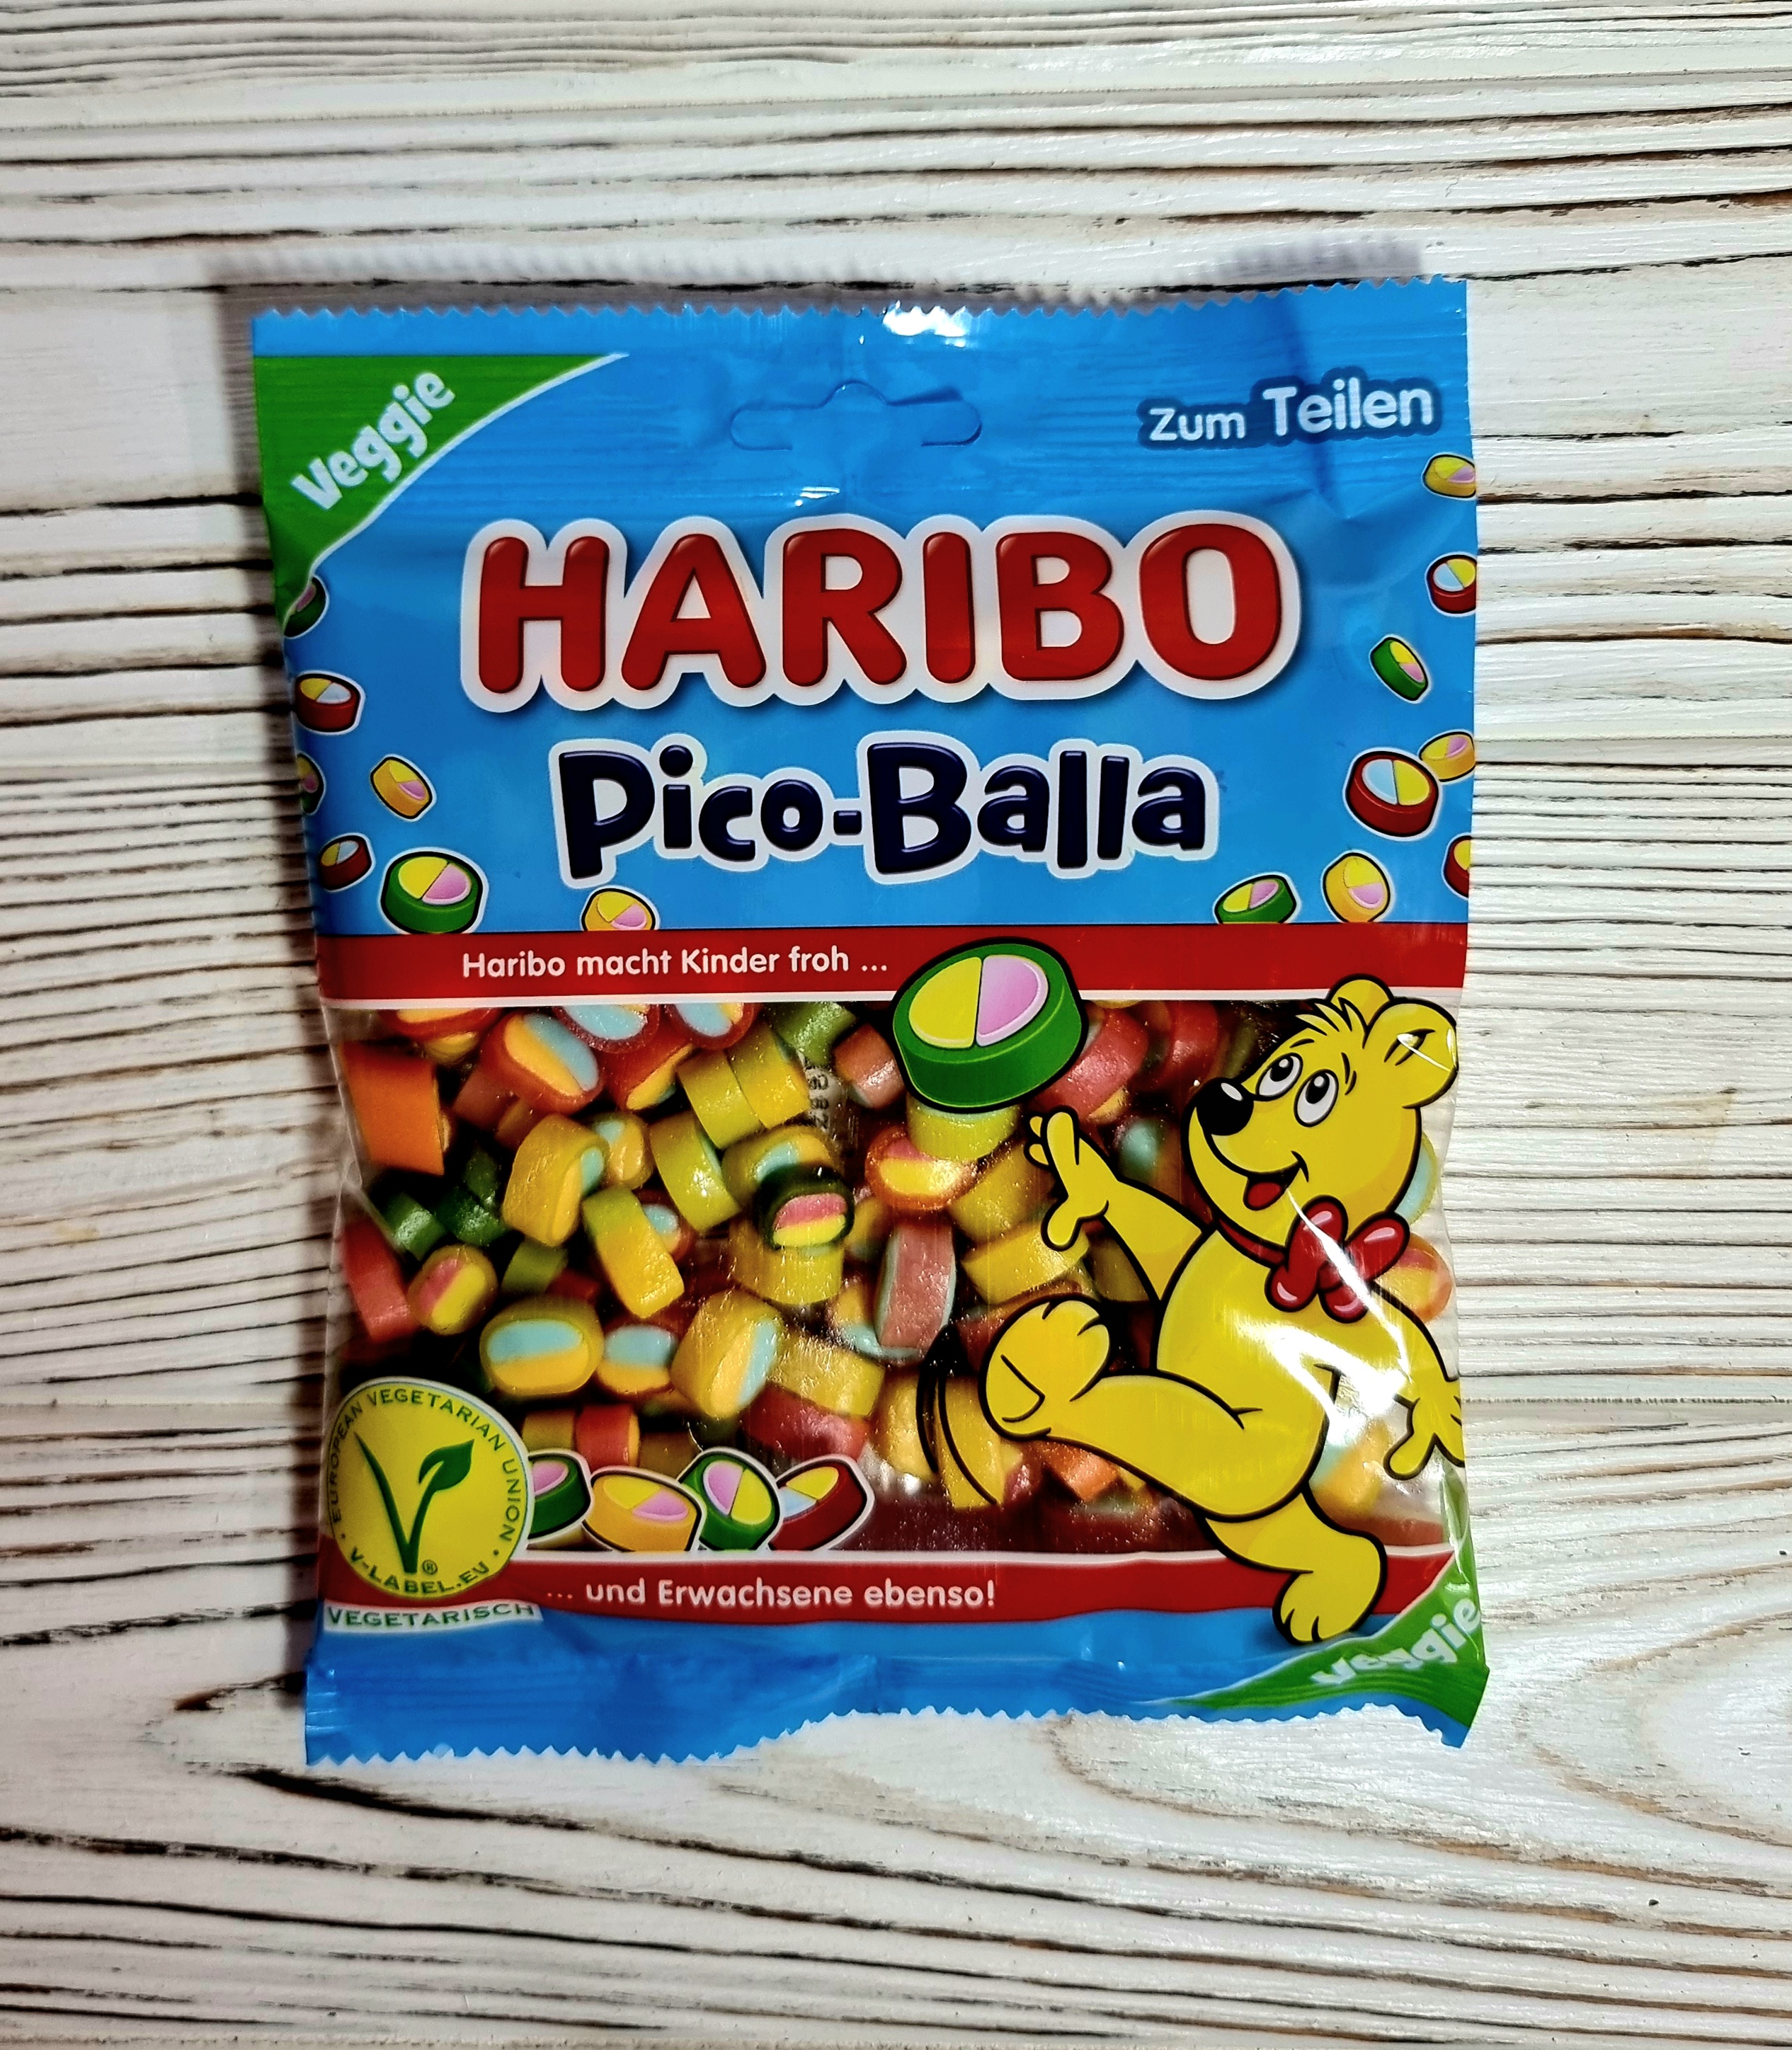 Veggie
Zum Teilen
HARIBO
Pico-Balla
Haribo macht Kinder froh ...
• EUROPEAN VEGETARIAN UNION •
V-LABEL.EU
®
VEGETARISCH
... und Erwachsene ebenso!
Veggie